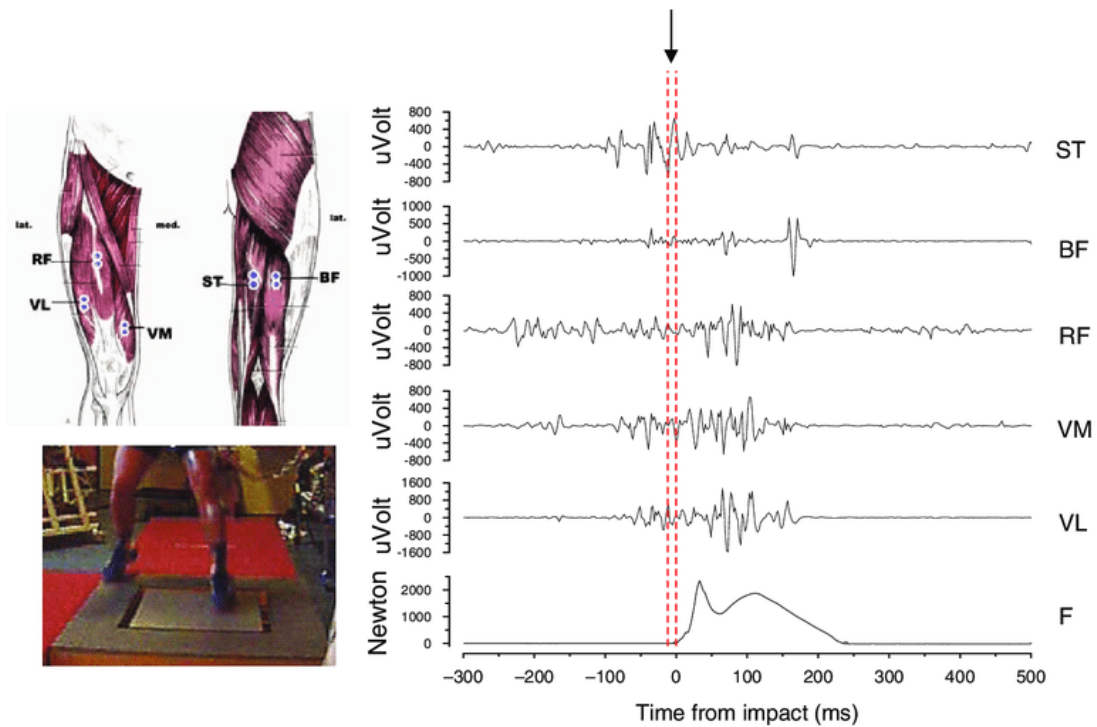 lat.
med.
lat.
RF
VL
VM
ST
BF
uVolt
800
400
0
-400
-800
ST
uVolt
1000
500
0
-500
-1000
BF
uVolt
800
400
0
-400
-800
RF
uVolt
800
400
0
-400
-800
VM
uVolt
1600
800
0
-800
-1600
VL
Newton
2000
1000
0
F
−300 −200 −100 0 100 200 300 400 500
Time from impact (ms)